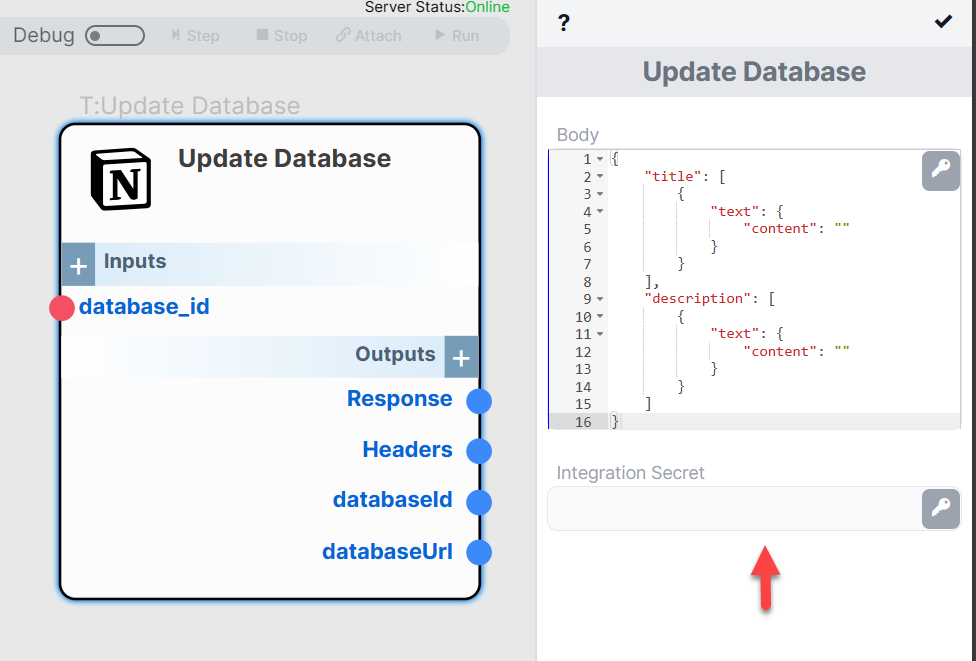 Server Status:Online
Debug Step Stop Attach Run
T:Update Database
N
Update Database
+ Inputs
database_id
Outputs +
Response
Headers
databaseId
databaseUrl
?
Update Database
Body
1 {
2 "title": [
3 {
4 "text": {
5 "content": ""
6 }
7 }
8 ],
9 "description": [
10 {
11 "text": {
12 "content": ""
13 }
14 }
15 ]
16 }
Integration Secret